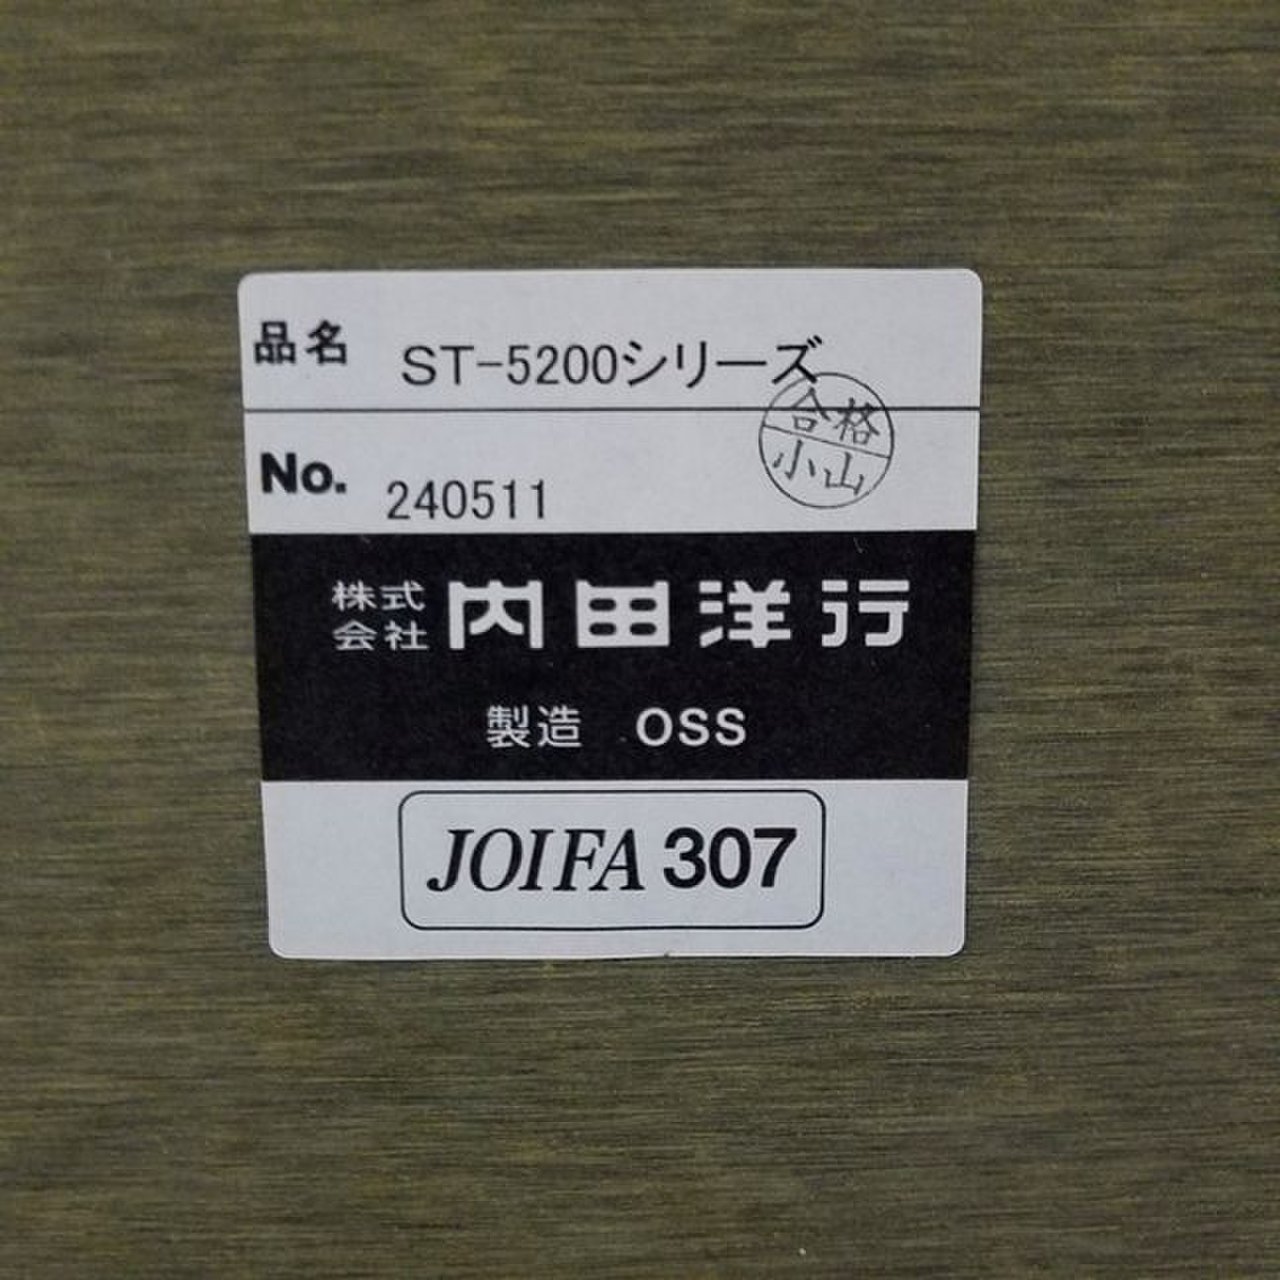 品名 ST-5200シリーズ
合格
小山
No. 240511
株式会社 内田洋行
製造 OSS
JOIFA 307